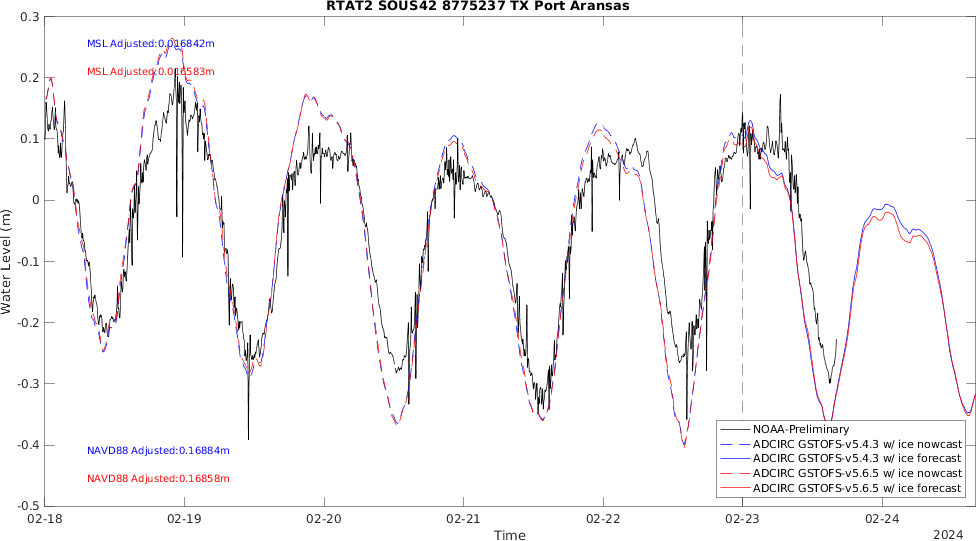 RTAT2 SOUS42 8775237 TX Port Aransas
0.3
0.2
0.1
0
-0.1
-0.2
-0.3
-0.4
-0.5
Water Level (m)
MSL Adjusted:0.016842m
MSL Adjusted:0.016583m
NAVD88 Adjusted:0.16884m
NAVD88 Adjusted:0.16858m
NOAA-Preliminary
ADCIRC GSTOFS-v5.4.3 w/ ice nowcast
ADCIRC GSTOFS-v5.4.3 w/ ice forecast
ADCIRC GSTOFS-v5.6.5 w/ ice nowcast
ADCIRC GSTOFS-v5.6.5 w/ ice forecast
02-18 02-19 02-20 02-21 02-22 02-23 02-24
Time
2024